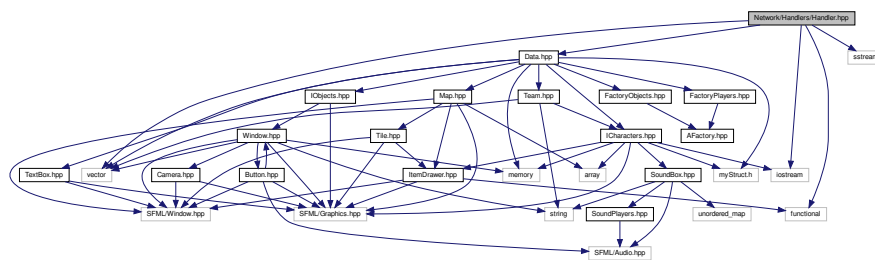 Network/Handlers/Handler.hpp
Data.hpp
sstream
IObjects.hpp
Map.hpp
Team.hpp
FactoryObjects.hpp
FactoryPlayers.hpp
Window.hpp
Tile.hpp
ICharacters.hpp
AFactory.hpp
TextBox.hpp
vector
Camera.hpp
Button.hpp
ItemDrawer.hpp
memory
array
SoundBox.hpp
myStruct.h
iostream
SFML/Window.hpp
SFML/Graphics.hpp
string
SoundPlayers.hpp
unordered_map
functional
SFML/Audio.hpp